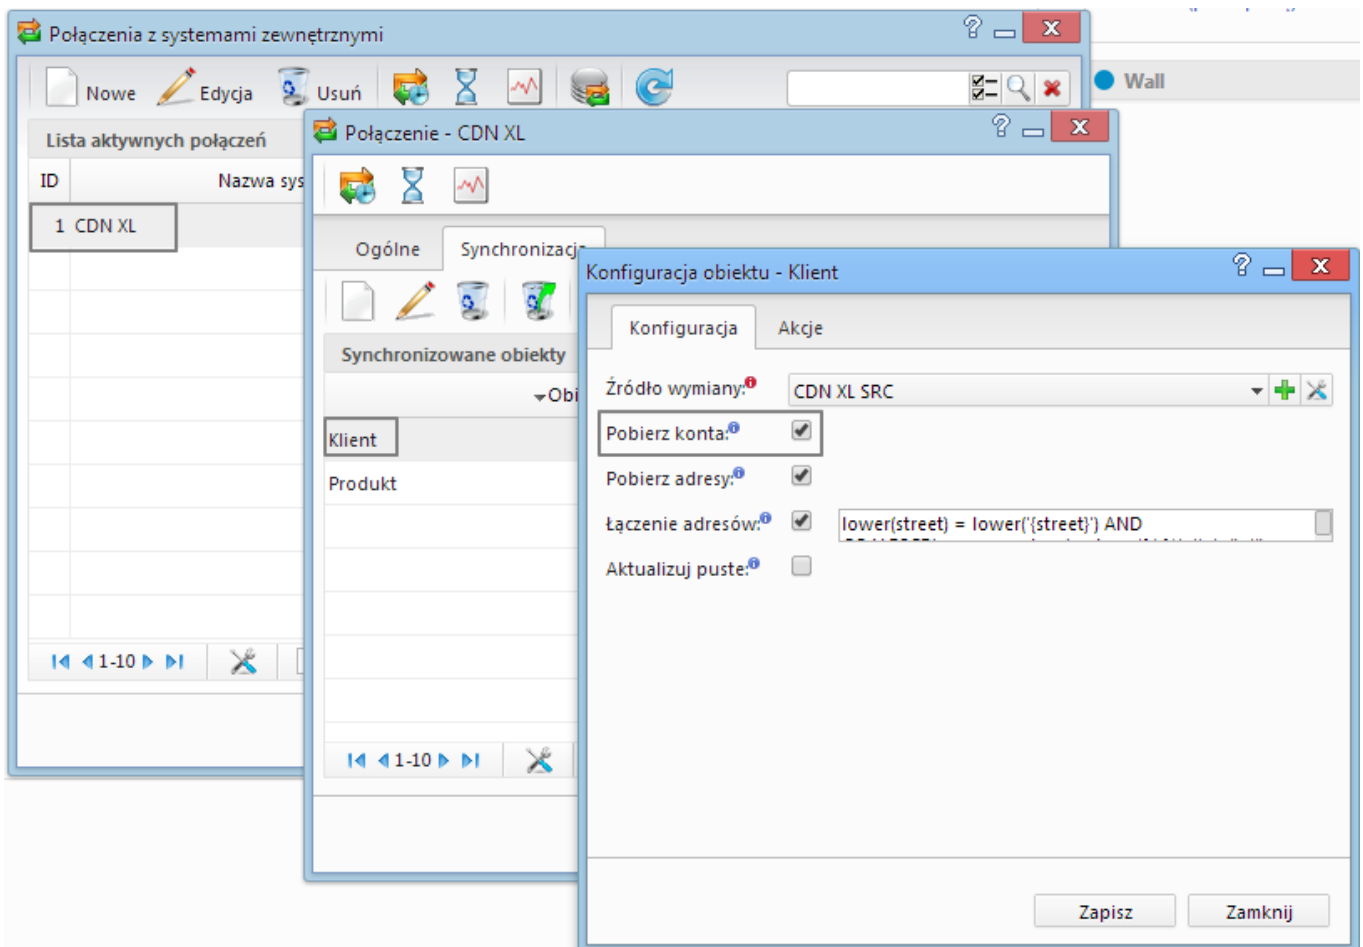 Połączenia z systemami zewnętrznymi
Nowe Edycja Usuń
Wall
Lista aktywnych połączeń
ID Nazwa sys
1 CDN XL
1-10
Połączenie - CDN XL
Ogólne Synchronizacja
Synchronizowane obiekty
Obi
Klient
Produkt
1-10
Konfiguracja obiektu - Klient
Konfiguracja Akcje
Źródło wymiany: CDN XL SRC
Pobierz konta:
Pobierz adresy:
Łączenie adresów: lower(street) = lower('{street}') AND
Aktualizuj puste:
Zapisz Zamknij